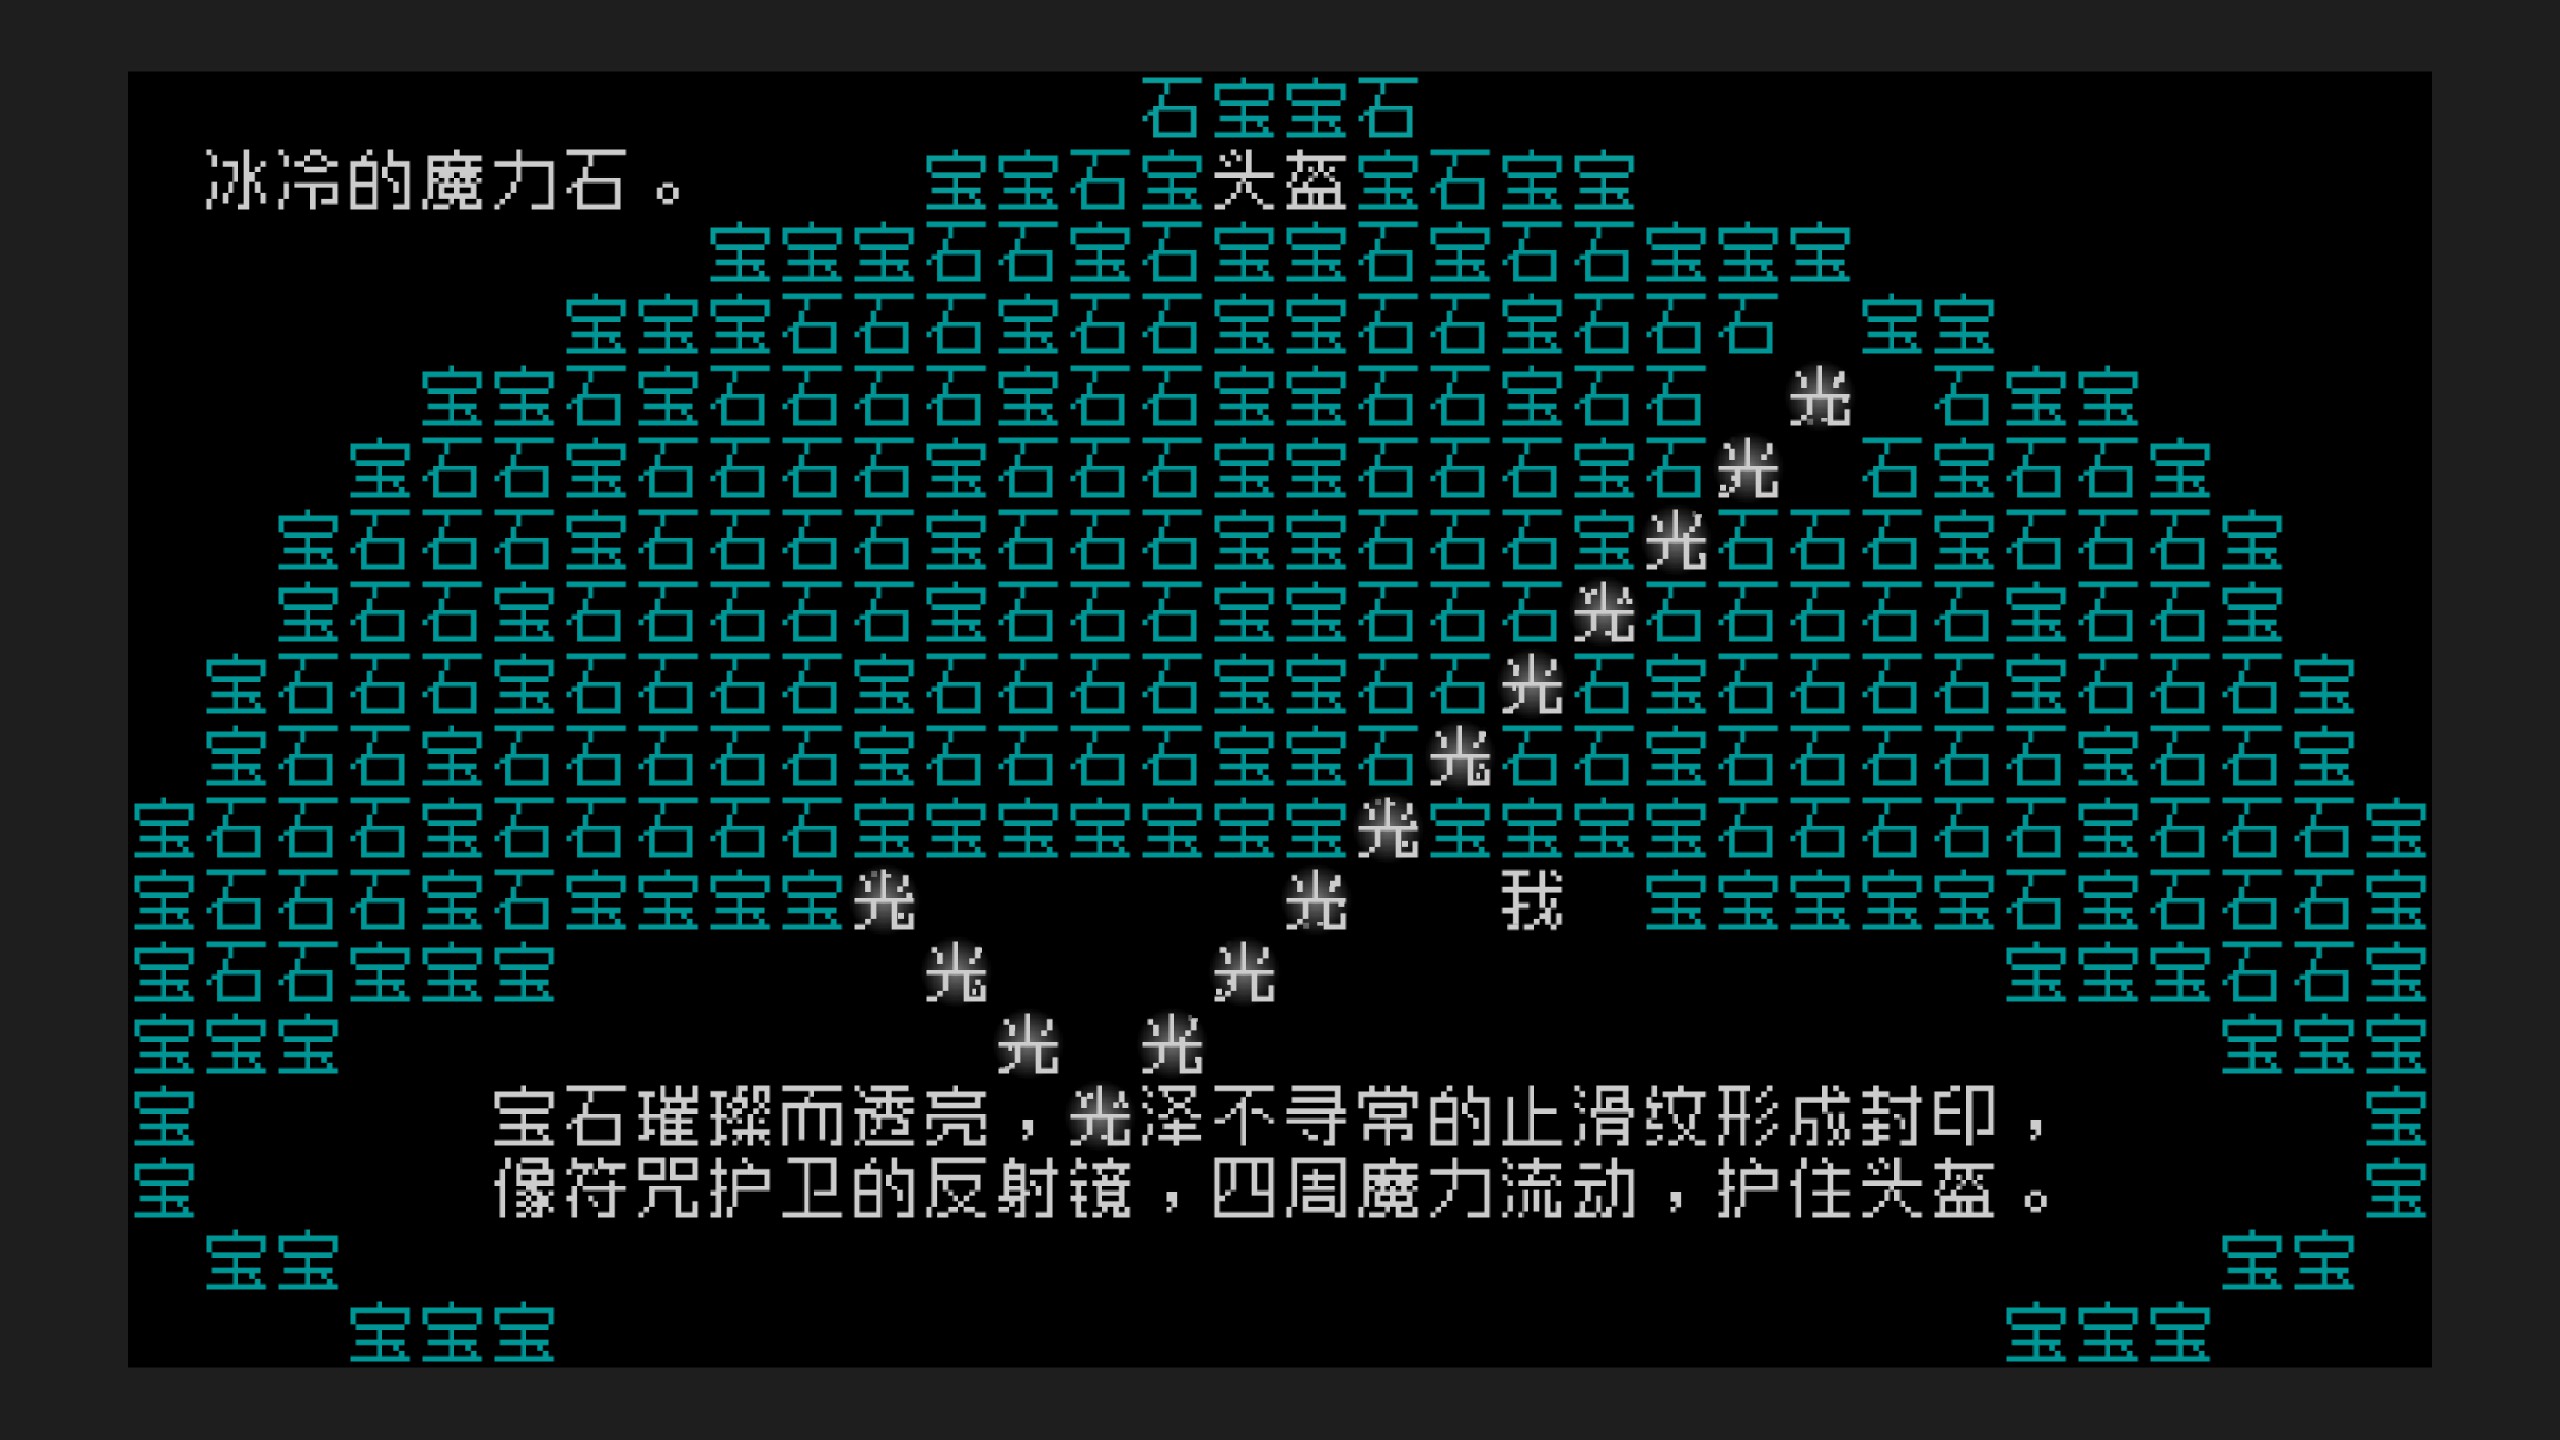 石宝宝石
冰冷的魔力石。 宝宝石宝头盔宝石宝宝
宝宝宝石石宝石宝宝石宝石石宝宝宝
宝宝宝石石石宝石石宝宝石石宝石石石 宝宝
宝宝石宝石石石石宝石石宝宝石石宝石石 光 石宝宝
宝石石宝石石石石宝石石石宝宝石石石宝石光 石宝石石宝
宝石石石宝石石石石宝石石石宝宝石石石宝光石石石宝石石石宝
宝石石宝石石石石石宝石石石宝宝石石石光石石石石石宝石石宝
宝石石石宝石石石石宝石石石石宝宝石石光石宝石石石石宝石石石宝
宝石石宝石石石石石宝石石石石宝宝石光石石宝石石石石石宝石石宝
宝石石石宝石石石石石宝宝宝宝宝宝宝光宝宝宝宝石石石石石宝石石石宝
宝石石石宝石宝宝宝宝光 光 我 宝宝宝宝宝石宝石石石宝
宝石石宝宝宝 光 光 宝宝宝石石宝
宝宝宝 光 光 宝宝宝
宝 宝石璀璨而透亮，光泽不寻常的止滑纹形成封印， 宝
宝 像符咒护卫的反射镜，四周魔力流动，护住头盔。 宝
宝宝 宝宝
宝宝宝 宝宝宝